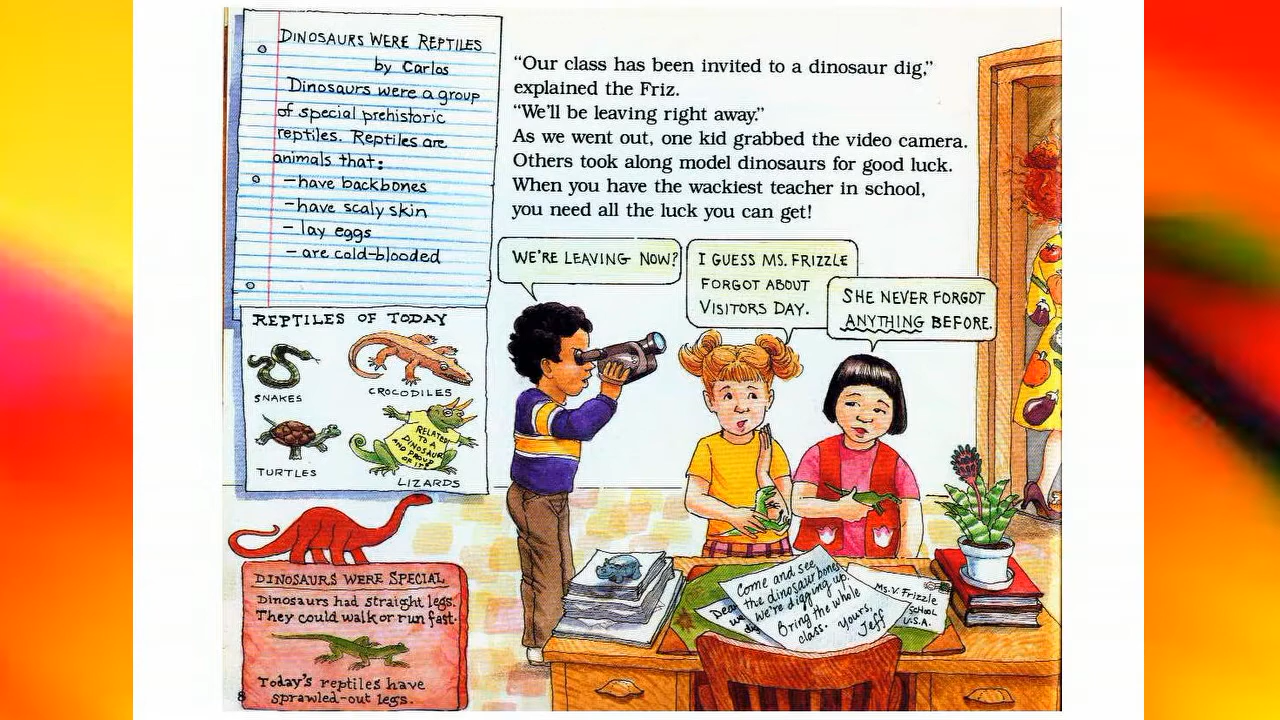 DINOSAURS WERE REPTILES
by Carlos
Dinosaurs were a group
of special prehistoric
reptiles. Reptiles are
animals that:
- have backbones
- have scaly skin
- lay eggs
- are cold-blooded
REPTILES OF TODAY
SNAKES
CROCODILES
TURTLES
RELATED
TO A
DINOSAUR
AND PROUD
OF IT
LIZARDS
DINOSAURS WERE SPECIAL
Dinosaurs had straight legs.
They could walk or run fast.
Today's reptiles have
sprawled-out legs.
8
“Our class has been invited to a dinosaur dig,”
explained the Friz.
“We'll be leaving right away.”
As we went out, one kid grabbed the video camera.
Others took along model dinosaurs for good luck.
When you have the wackiest teacher in school,
you need all the luck you can get!
WE'RE LEAVING NOW?
I GUESS MS. FRIZZLE
FORGOT ABOUT
VISITORS DAY.
SHE NEVER FORGOT
ANYTHING BEFORE.
Come and see
the dinosaur bones
we're digging up.
Bring the whole
class. Yours,
Jeff
Ms. V. Frizzle
SCHOOL
U.S.A.